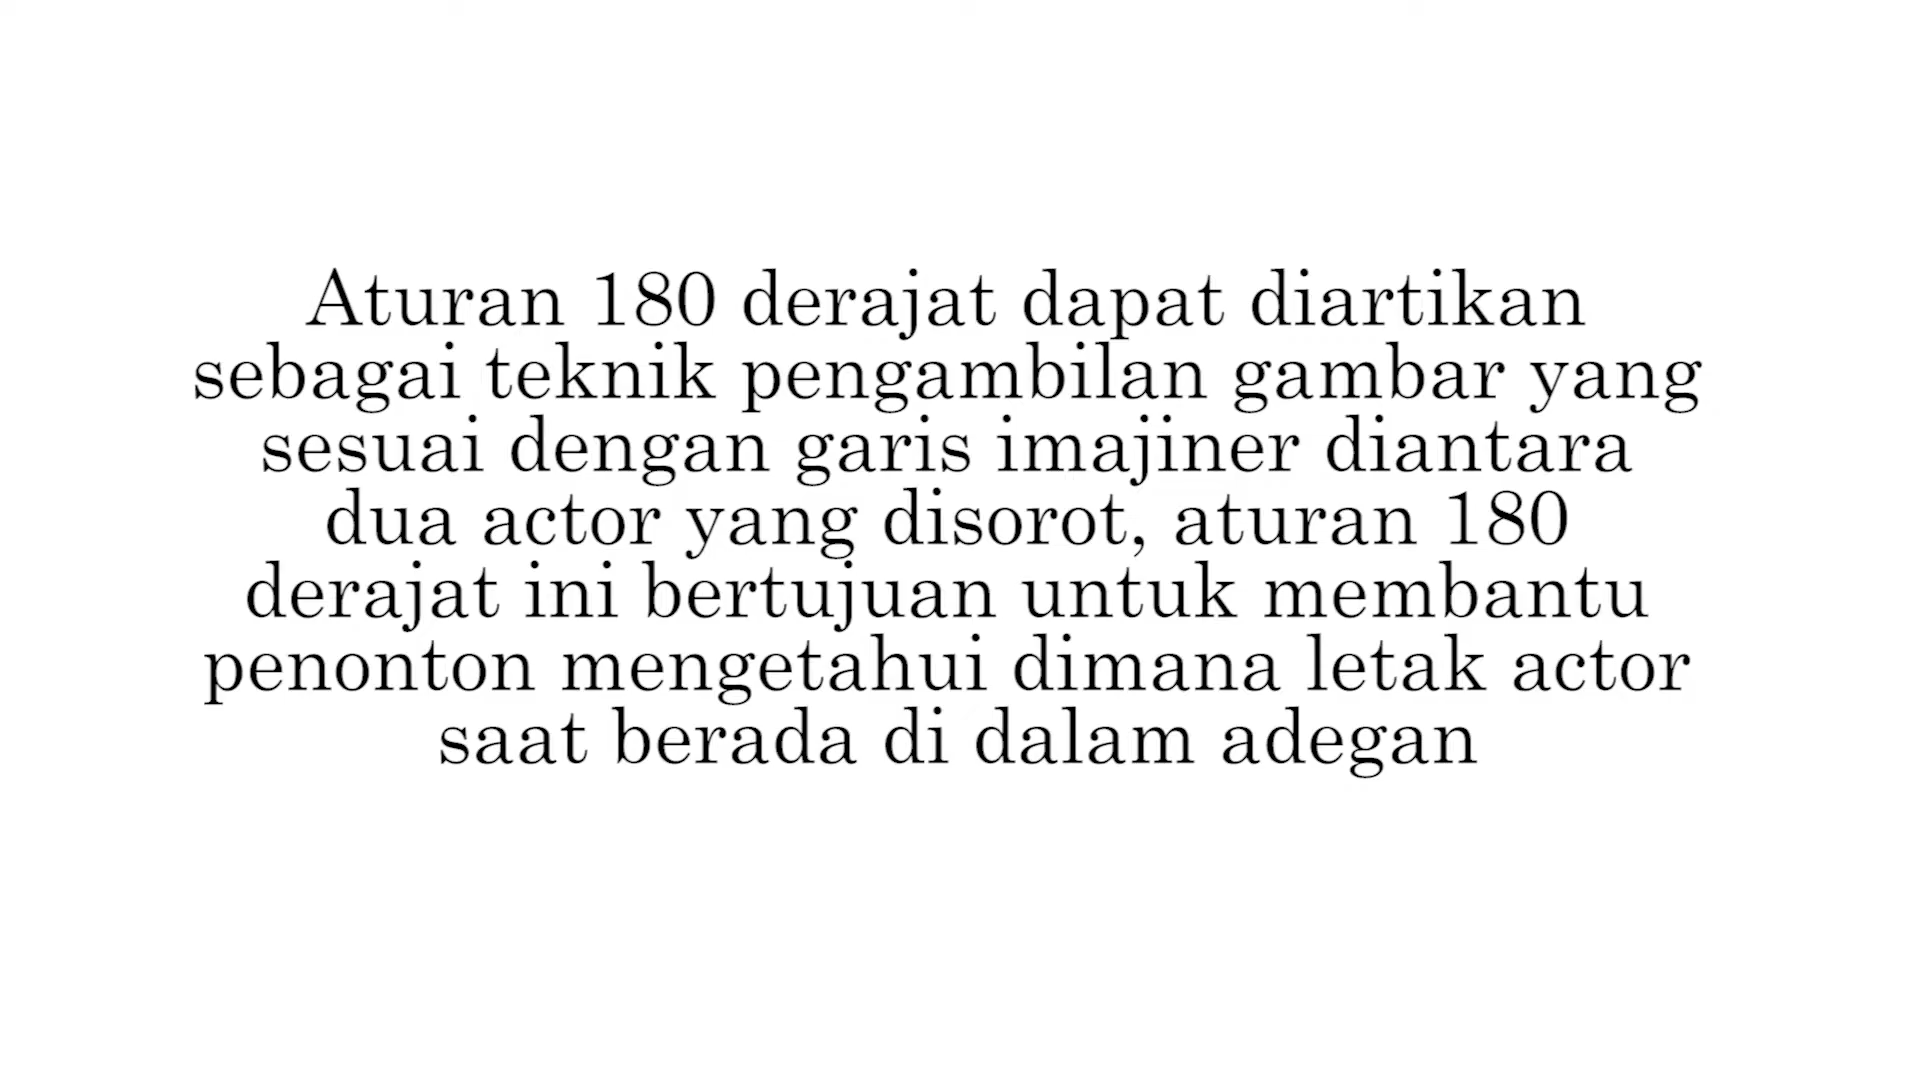 Aturan 180 derajat dapat diartikan
sebagai teknik pengambilan gambar yang
sesuai dengan garis imajiner diantara
dua actor yang disorot, aturan 180
derajat ini bertujuan untuk membantu
penonton mengetahui dimana letak actor
saat berada di dalam adegan